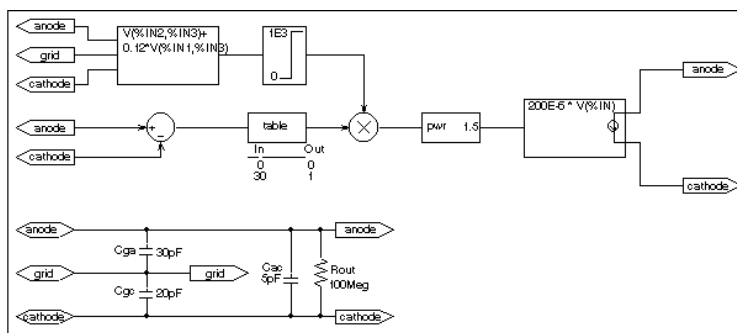 anode
V(%IN2,%IN3)+
0.12*V(%IN1,%IN3)
1E3
grid
0
cathode
anode
200E-6* V(%IN)
anode
+
-
table
pwr 1.5
cathode
In Out
0 0
30 1
cathode
anode
anode
Cga 30pF
grid
grid
Cac
5pF
Rout
100Meg
Cgc 20pF
cathode
cathode